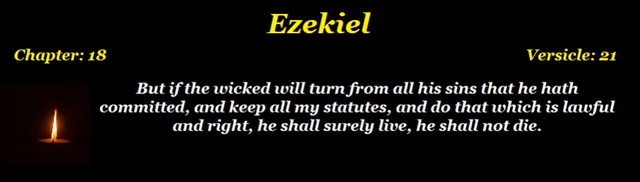 Ezekiel
Chapter: 18
Versicle: 21
But if the wicked will turn from all his sins that he hath
committed, and keep all my statutes, and do that which is lawful
and right, he shall surely live, he shall not die.